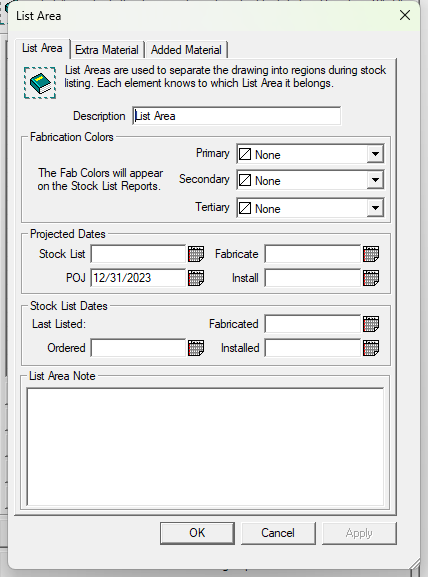 List Area
List Area Extra Material Added Material
List Areas are used to separate the drawing into regions during stock
listing. Each element knows to which List Area it belongs.
Description List Area
Fabrication Colors
The Fab Colors will appear
on the Stock List Reports.
Primary None
Secondary None
Tertiary None
Projected Dates
Stock List Fabricate
POJ 12/31/2023 Install
Stock List Dates
Last Listed: Fabricated
Ordered Installed
List Area Note
OK Cancel Apply